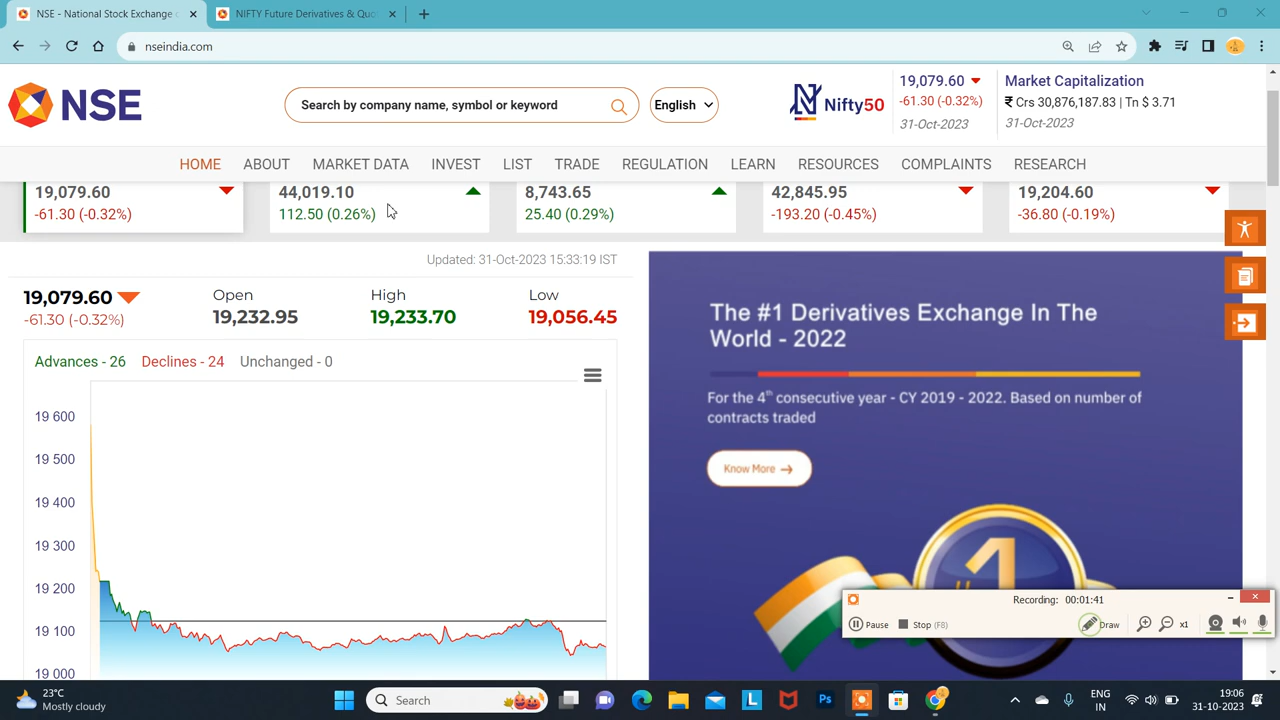 NSE - National Stock Exchange
NIFTY Future Derivatives & Quo
nseindia.com
NSE
Search by company name, symbol or keyword
English
Nifty50
19,079.60
-61.30 (-0.32%)
31-Oct-2023
Market Capitalization
₹ Crs 30,876,187.83 | Tn $ 3.71
31-Oct-2023
HOME ABOUT MARKET DATA INVEST LIST TRADE REGULATION LEARN RESOURCES COMPLAINTS RESEARCH
19,079.60 44,019.10 8,743.65 42,845.95 19,204.60
-61.30 (-0.32%) 112.50 (0.26%) 25.40 (0.29%) -193.20 (-0.45%) -36.80 (-0.19%)
Updated: 31-Oct-2023 15:33:19 IST
19,079.60
-61.30 (-0.32%)
Open
19,232.95
High
19,233.70
Low
19,056.45
Advances - 26 Declines - 24 Unchanged - 0
19 600
19 500
19 400
19 300
19 200
19 100
19 000
The #1 Derivatives Exchange In The
World - 2022
For the 4th consecutive year - CY 2019 - 2022. Based on number of
contracts traded
Know More
#1
Recording: 00:01:41
Pause Stop (F8) Draw x1
23°C
Mostly cloudy
Search
L
Ps
ENG
IN
19:06
31-10-2023